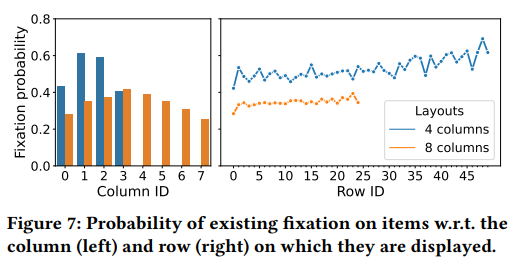 Fixation probability
0.8
0.6
0.4
0.2
0.0
0 1 2 3 4 5 6 7
Column ID
0 5 10 15 20 25 30 35 40 45
Row ID
Layouts
4 columns
8 columns
Figure 7: Probability of existing fixation on items w.r.t. the
column (left) and row (right) on which they are displayed.